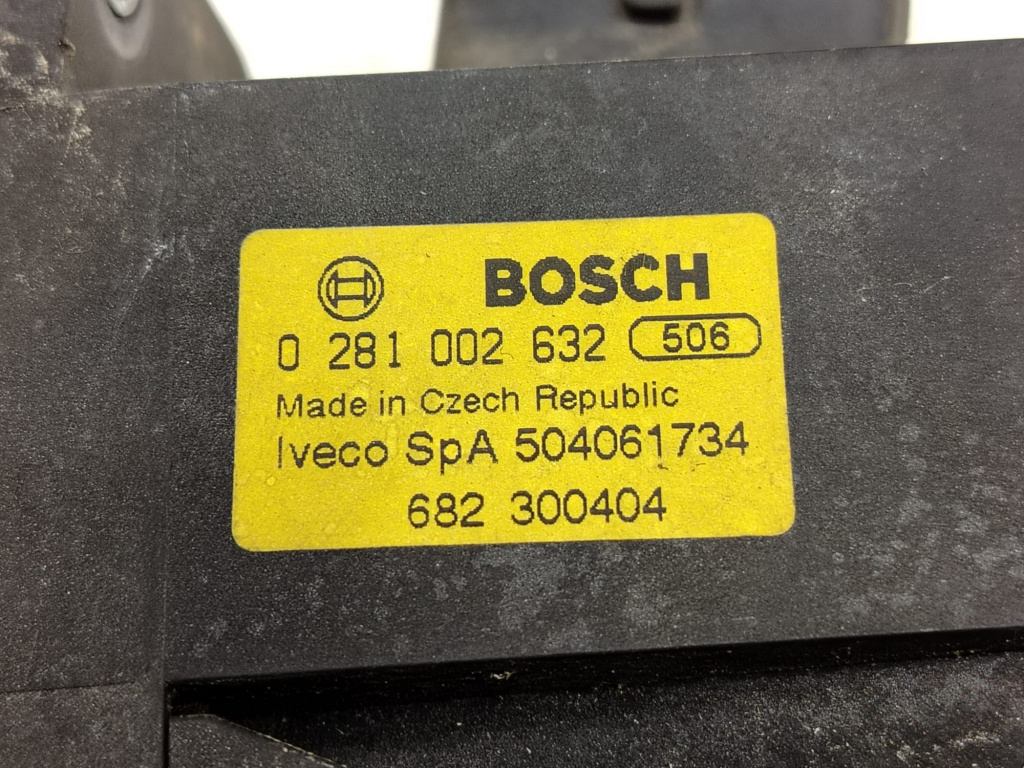 BOSCH
0 281 002 632 506
Made in Czech Republic
Iveco SpA 504061734
682 300404